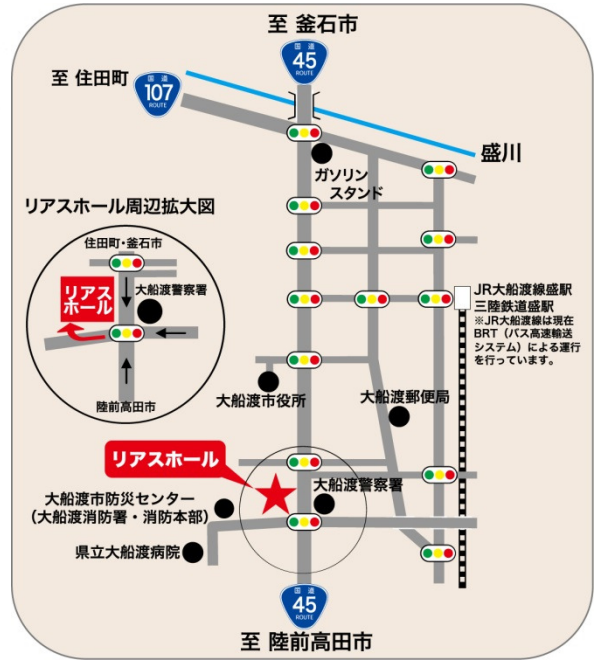 至 釜石市
国道
45
ROUTE
至 住田町
国道
107
ROUTE
盛川
ガソリン
スタンド
リアスホール周辺拡大図
住田町・釜石市
リアス
ホール
大船渡警察署
陸前高田市
JR大船渡線盛駅
三陸鉄道盛駅
※JR大船渡線は現在
BRT（バス高速輸送
システム）による運行
を行っています。
大船渡市役所
大船渡郵便局
リアスホール
大船渡警察署
大船渡市防災センター
（大船渡消防署・消防本部）
県立大船渡病院
国道
45
ROUTE
至 陸前高田市